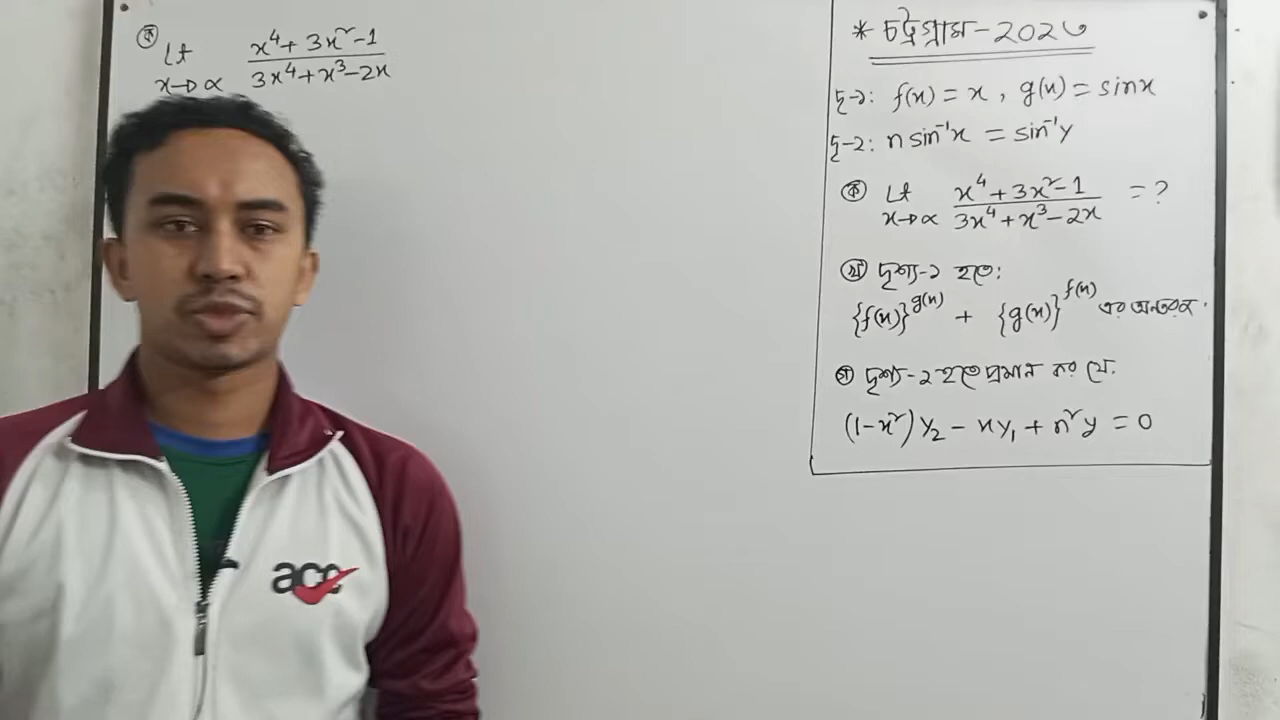 ক Lt x→∝ x⁴ + 3x² - 1 / 3x⁴ + x³ - 2x
* চট্টগ্রাম - ২০২৩
দৃ-১: f(x) = x , g(x) = sinx
দৃ-২: n sin⁻¹x = sin⁻¹y
ক Lt x→∝ x⁴ + 3x² - 1 / 3x⁴ + x³ - 2x = ?
খ দৃশ্য-১ হতে:
{f(x)}^g(x) + {g(x)}^f(x) এর অন্তরক
গ দৃশ্য-২ হতে প্রমান কর যে.
(1-x²) y₂ - xy₁ + n²y = 0
acc